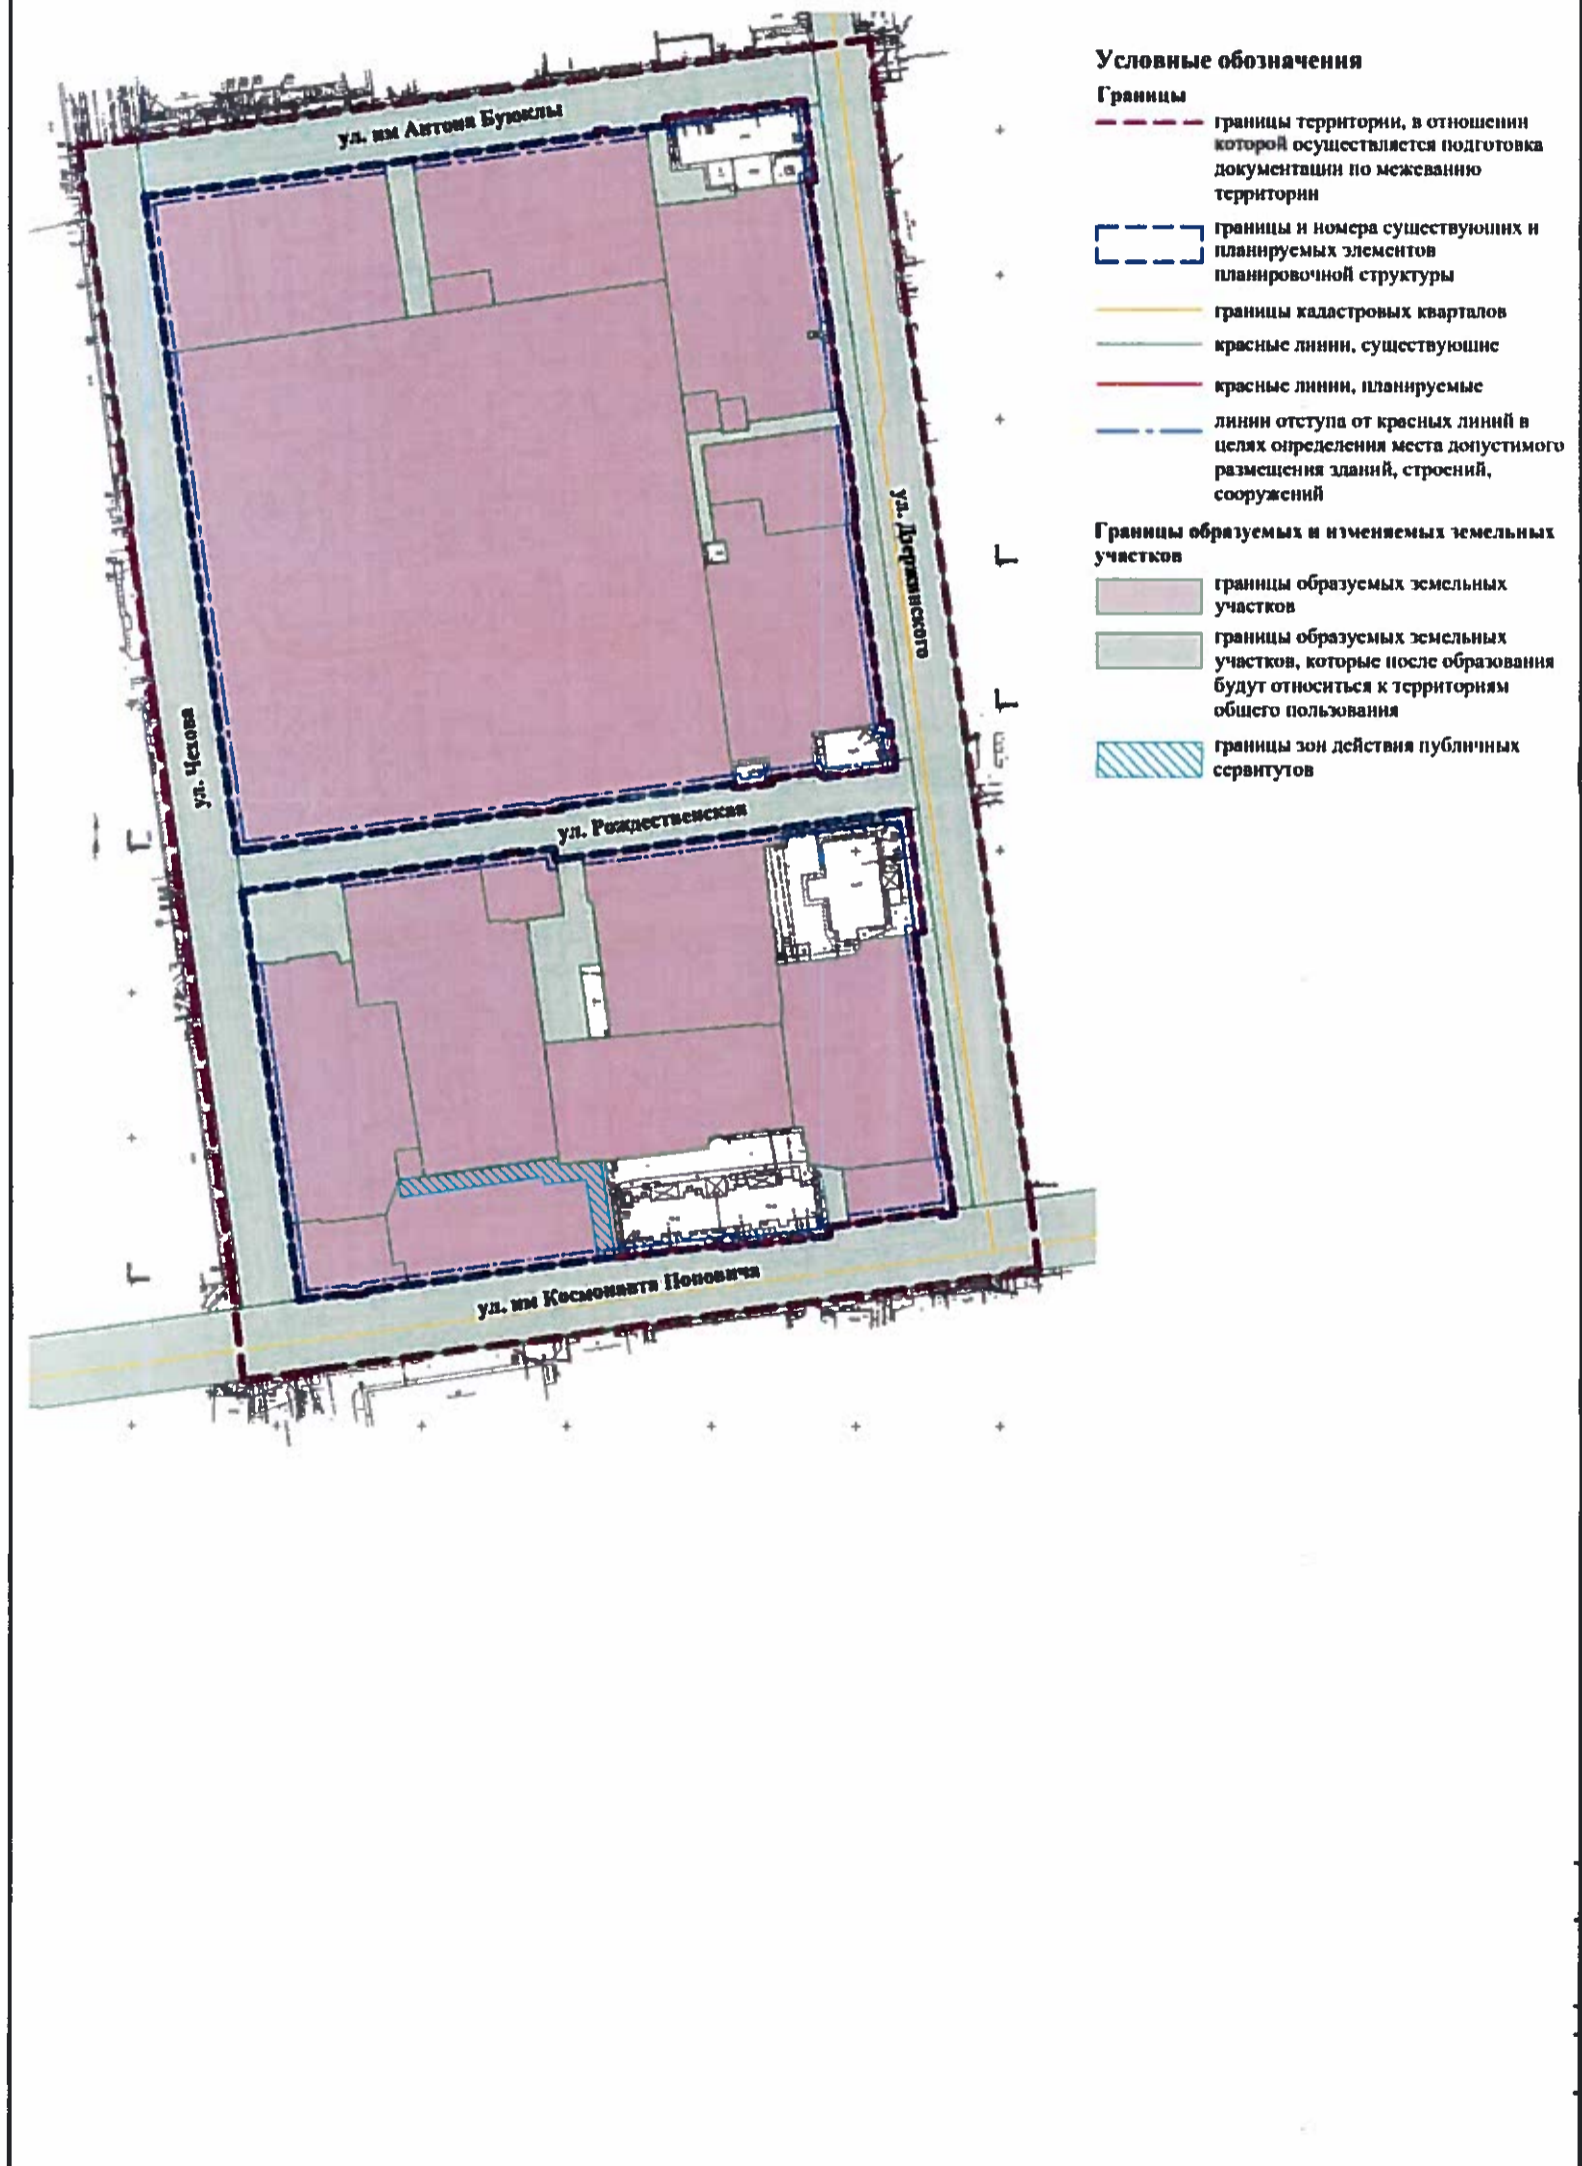 ул. им Антона Буюклы
ул. Чехова
ул. Дзержинского
ул. Рождественская
ул. им Космонавта Поповича
Условные обозначения
Границы
границы территории, в отношении
которой осуществляется подготовка
документации по межеванию
территории
границы и номера существующих и
планируемых элементов
планировочной структуры
границы кадастровых кварталов
красные линии, существующие
красные линии, планируемые
линии отступа от красных линий в
целях определения места допустимого
размещения зданий, строений,
сооружений
Границы образуемых и изменяемых земельных
участков
границы образуемых земельных
участков
границы образуемых земельных
участков, которые после образования
будут относиться к территориям
общего пользования
границы зон действия публичных
сервитутов